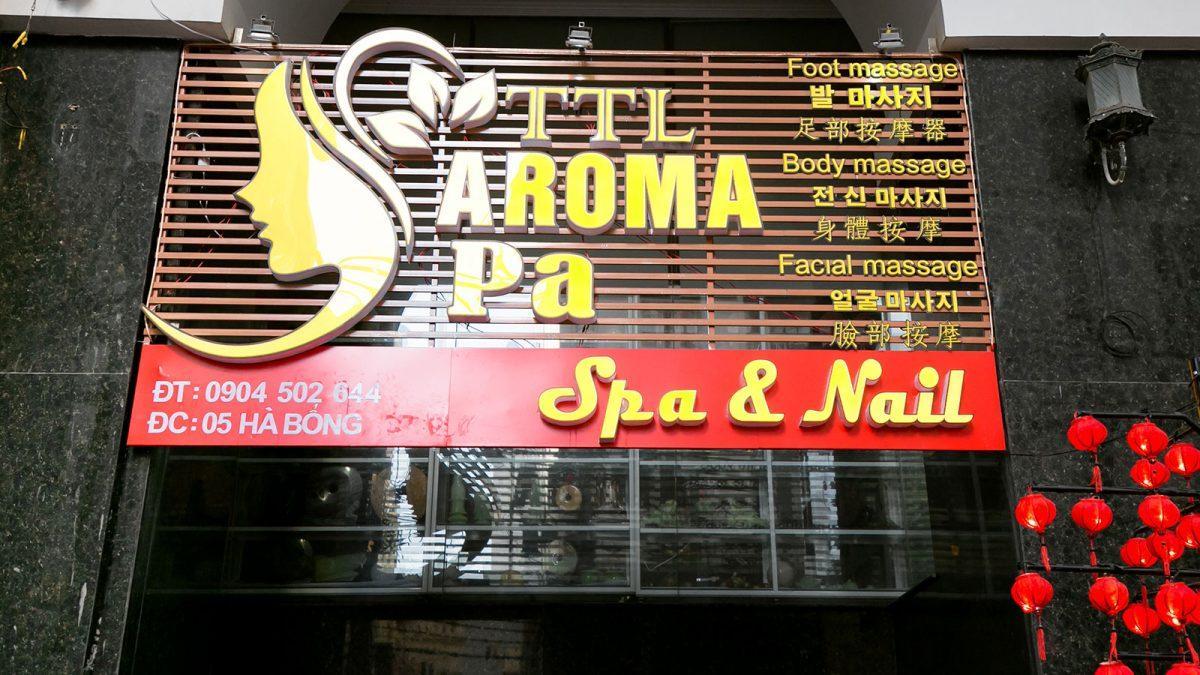 TTL
AROMA
Spa
Foot massage
발 마사지
足部按摩器
Body massage
전신 마사지
身體按摩
Facial massage
얼굴 마사지
臉部按摩
ĐT: 0904 502 644
ĐC: 05 HÀ BỔNG
Spa & Nail